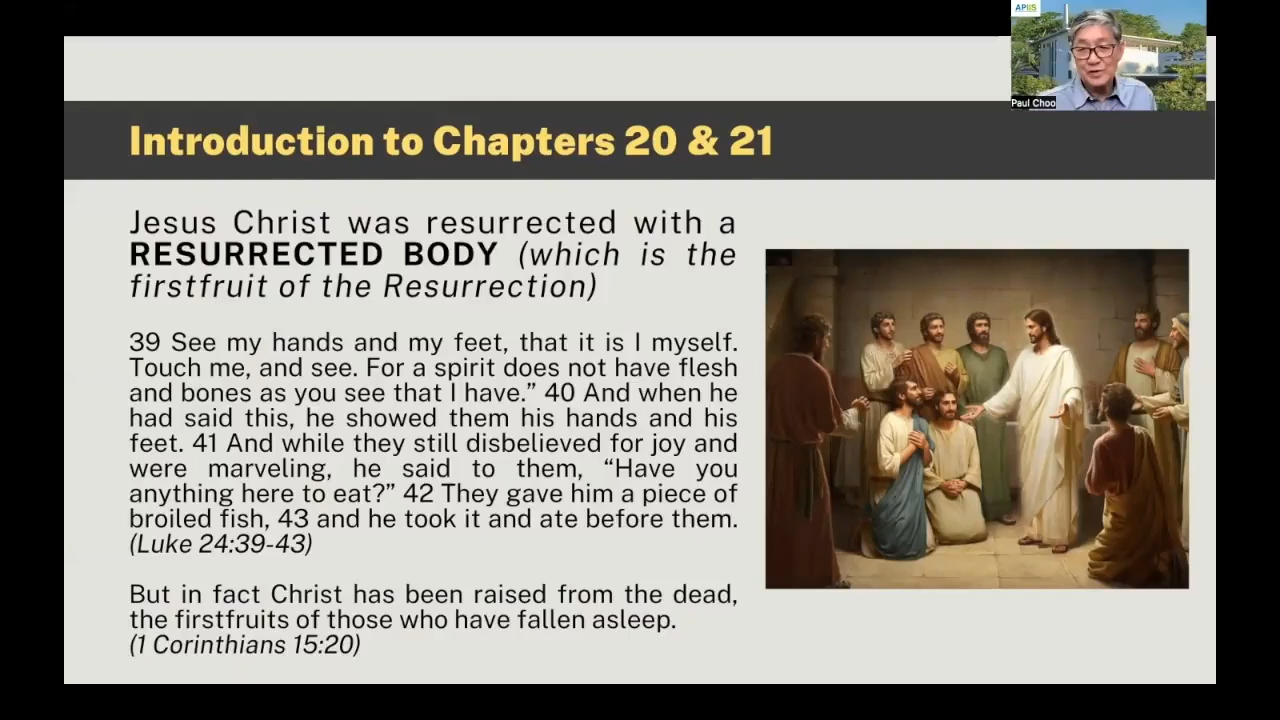 APIIS
Paul Choo
Introduction to Chapters 20 & 21
Jesus Christ was resurrected with a
RESURRECTED BODY (which is the
firstfruit of the Resurrection)
39 See my hands and my feet, that it is I myself.
Touch me, and see. For a spirit does not have flesh
and bones as you see that I have.” 40 And when he
had said this, he showed them his hands and his
feet. 41 And while they still disbelieved for joy and
were marveling, he said to them, “Have you
anything here to eat?” 42 They gave him a piece of
broiled fish, 43 and he took it and ate before them.
(Luke 24:39-43)
But in fact Christ has been raised from the dead,
the firstfruits of those who have fallen asleep.
(1 Corinthians 15:20)